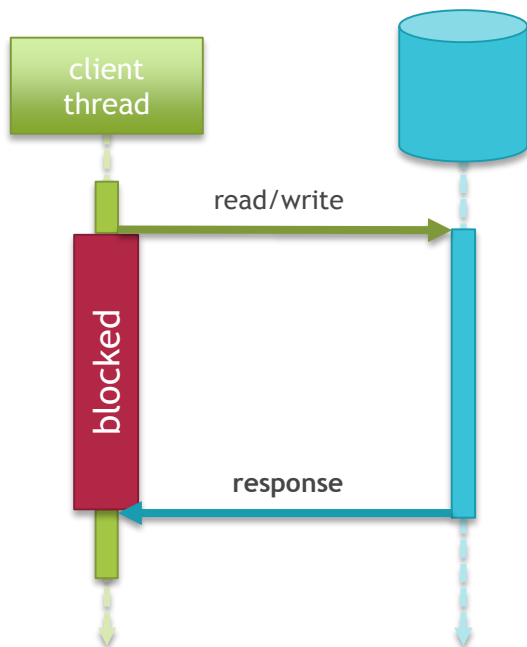 client
thread
read/write
blocked
response